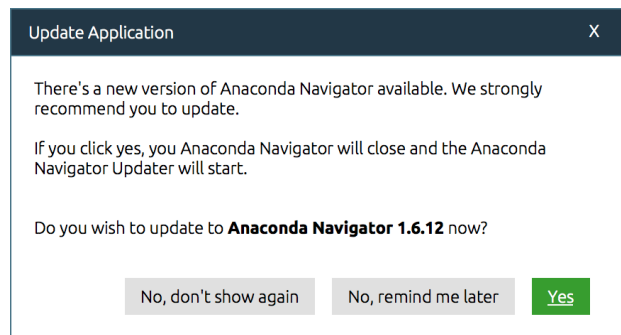 Update Application X
There's a new version of Anaconda Navigator available. We strongly
recommend you to update.
If you click yes, you Anaconda Navigator will close and the Anaconda
Navigator Updater will start.
Do you wish to update to Anaconda Navigator 1.6.12 now?
No, don't show again No, remind me later Yes